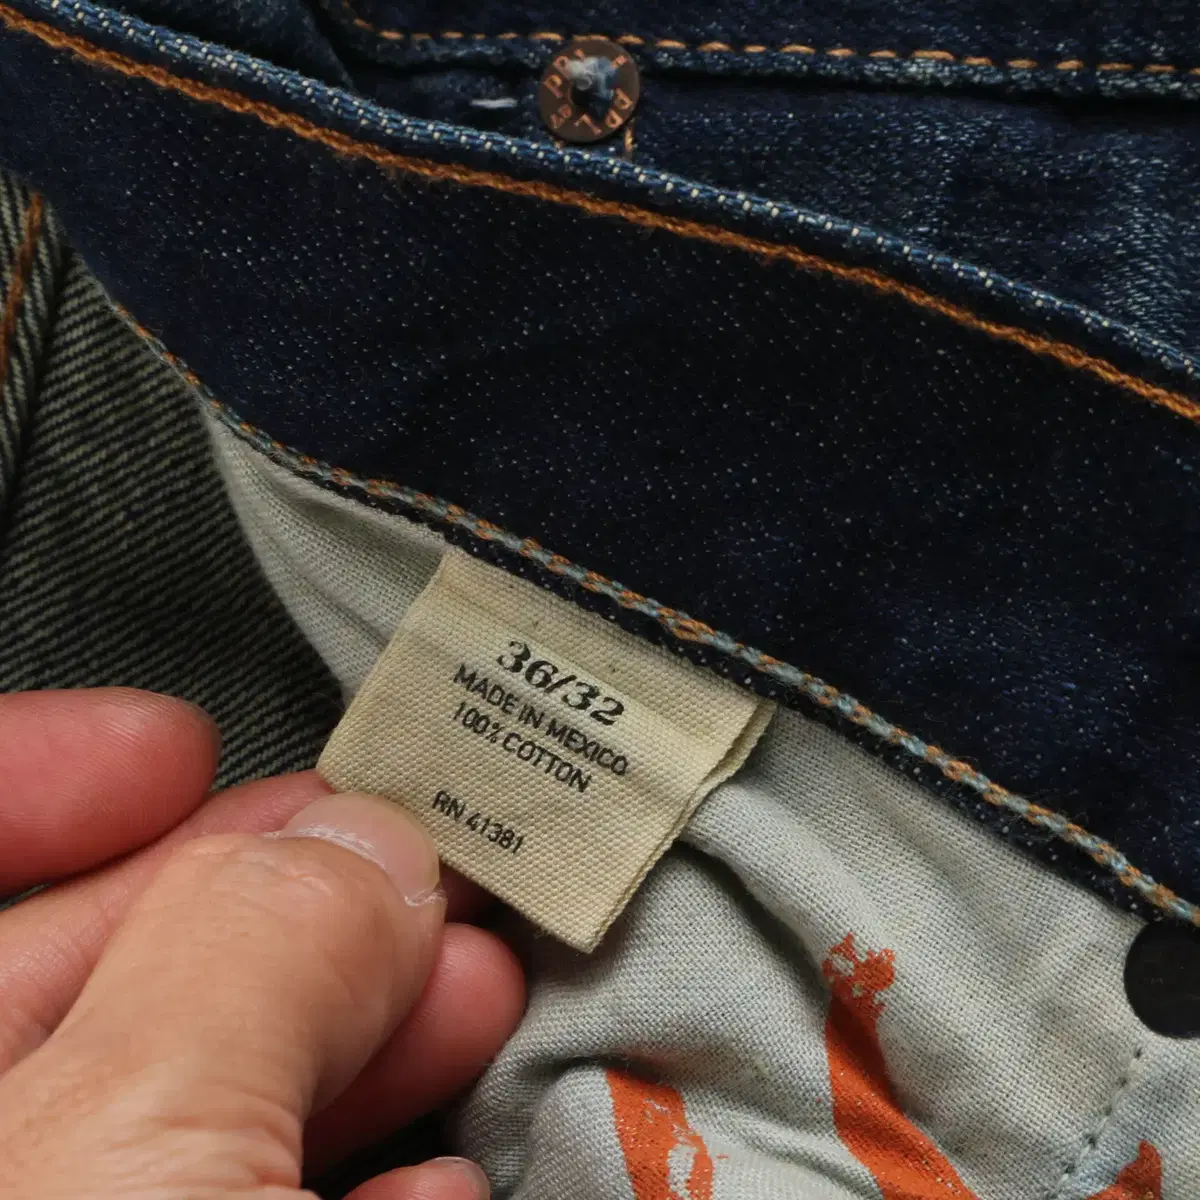 36/32
MADE IN MEXICO
100% COTTON
RN 41381